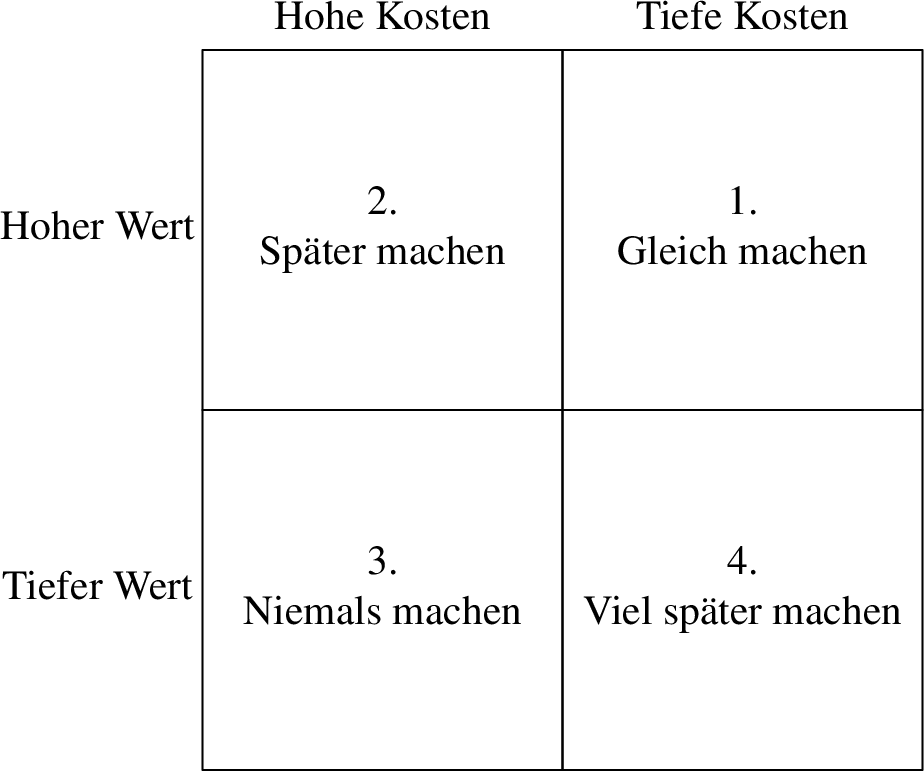 Hohe Kosten
Tiefe Kosten
Hoher Wert
2.
Später machen
1.
Gleich machen
Tiefer Wert
3.
Niemals machen
4.
Viel später machen